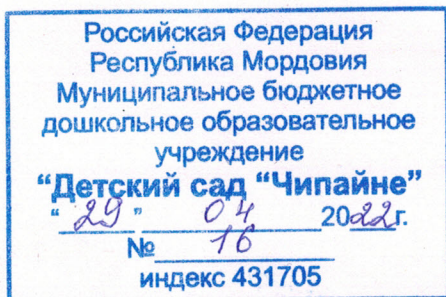 Российская Федерация
Республика Мордовия
Муниципальное бюджетное
дошкольное образовательное
учреждение
“Детский сад “Чипайне”
“ 29 ” 04 2022г.
№ 16
индекс 431705